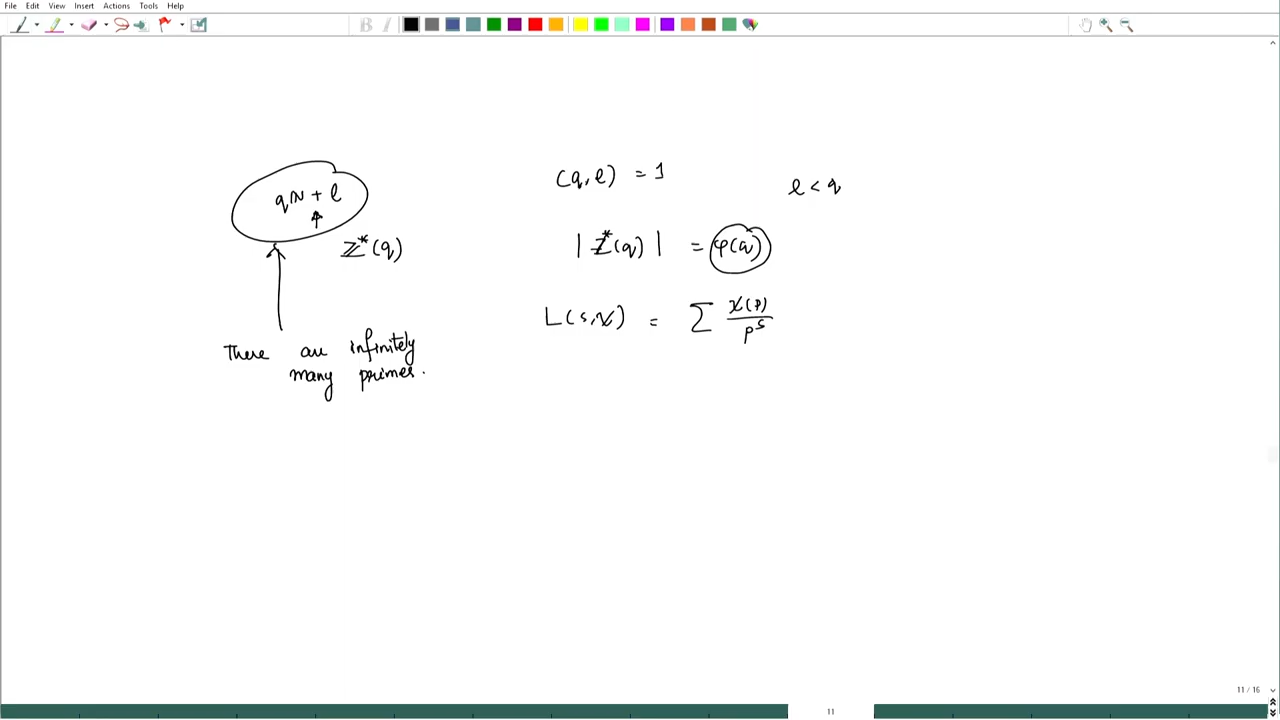 File Edit View Insert Actions Tools Help
B I
qN + l
ℤ*(q)
There are infinitely
many primes.
(q,l) = 1
l < q
|ℤ*(q)| = φ(q)
L(s,χ) = Σ χ(p)/p^s
11 / 16
11